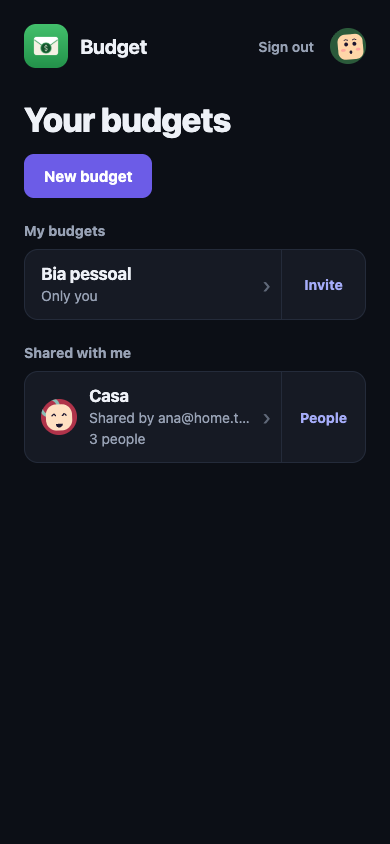 Budget
Sign out
Your budgets
New budget
My budgets
Bia pessoal
Only you
Invite
Shared with me
Casa
Shared by ana@home.t...
3 people
People